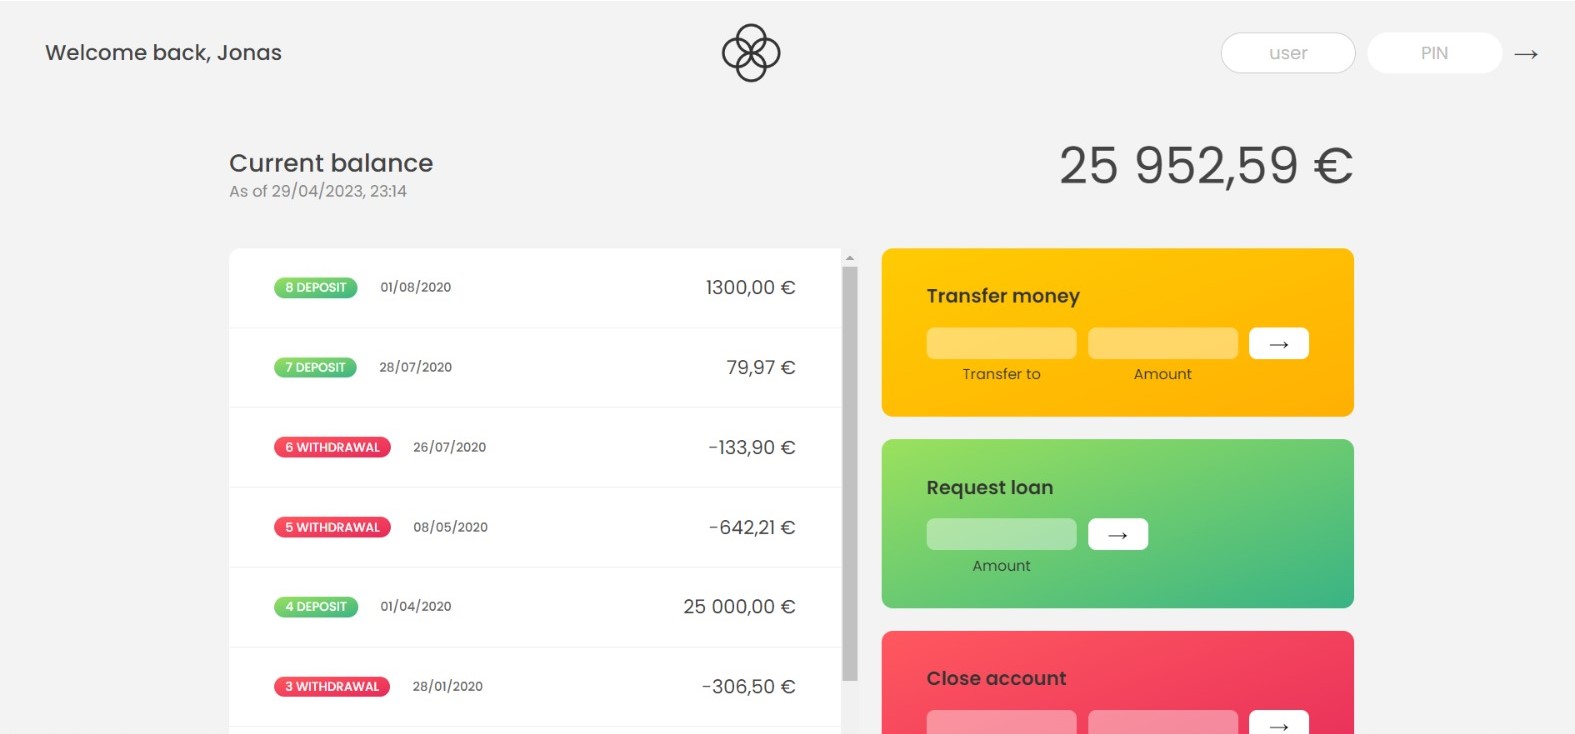 Welcome back, Jonas
user
PIN
→
Current balance
As of 29/04/2023, 23:14
25 952,59 €
8 DEPOSIT 01/08/2020 1300,00 €
7 DEPOSIT 28/07/2020 79,97 €
6 WITHDRAWAL 26/07/2020 -133,90 €
5 WITHDRAWAL 08/05/2020 -642,21 €
4 DEPOSIT 01/04/2020 25 000,00 €
3 WITHDRAWAL 28/01/2020 -306,50 €
Transfer money
→
Transfer to Amount
Request loan
→
Amount
Close account
→